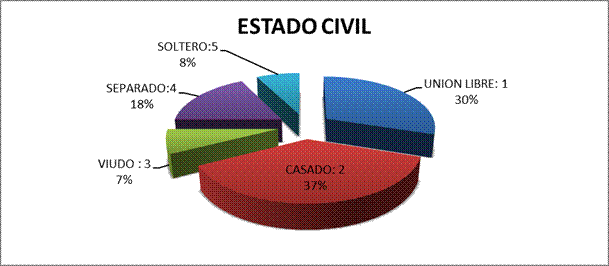 ESTADO CIVIL
SOLTERO:5
8%
UNION LIBRE: 1
30%
SEPARADO:4
18%
VIUDO : 3
7%
CASADO: 2
37%